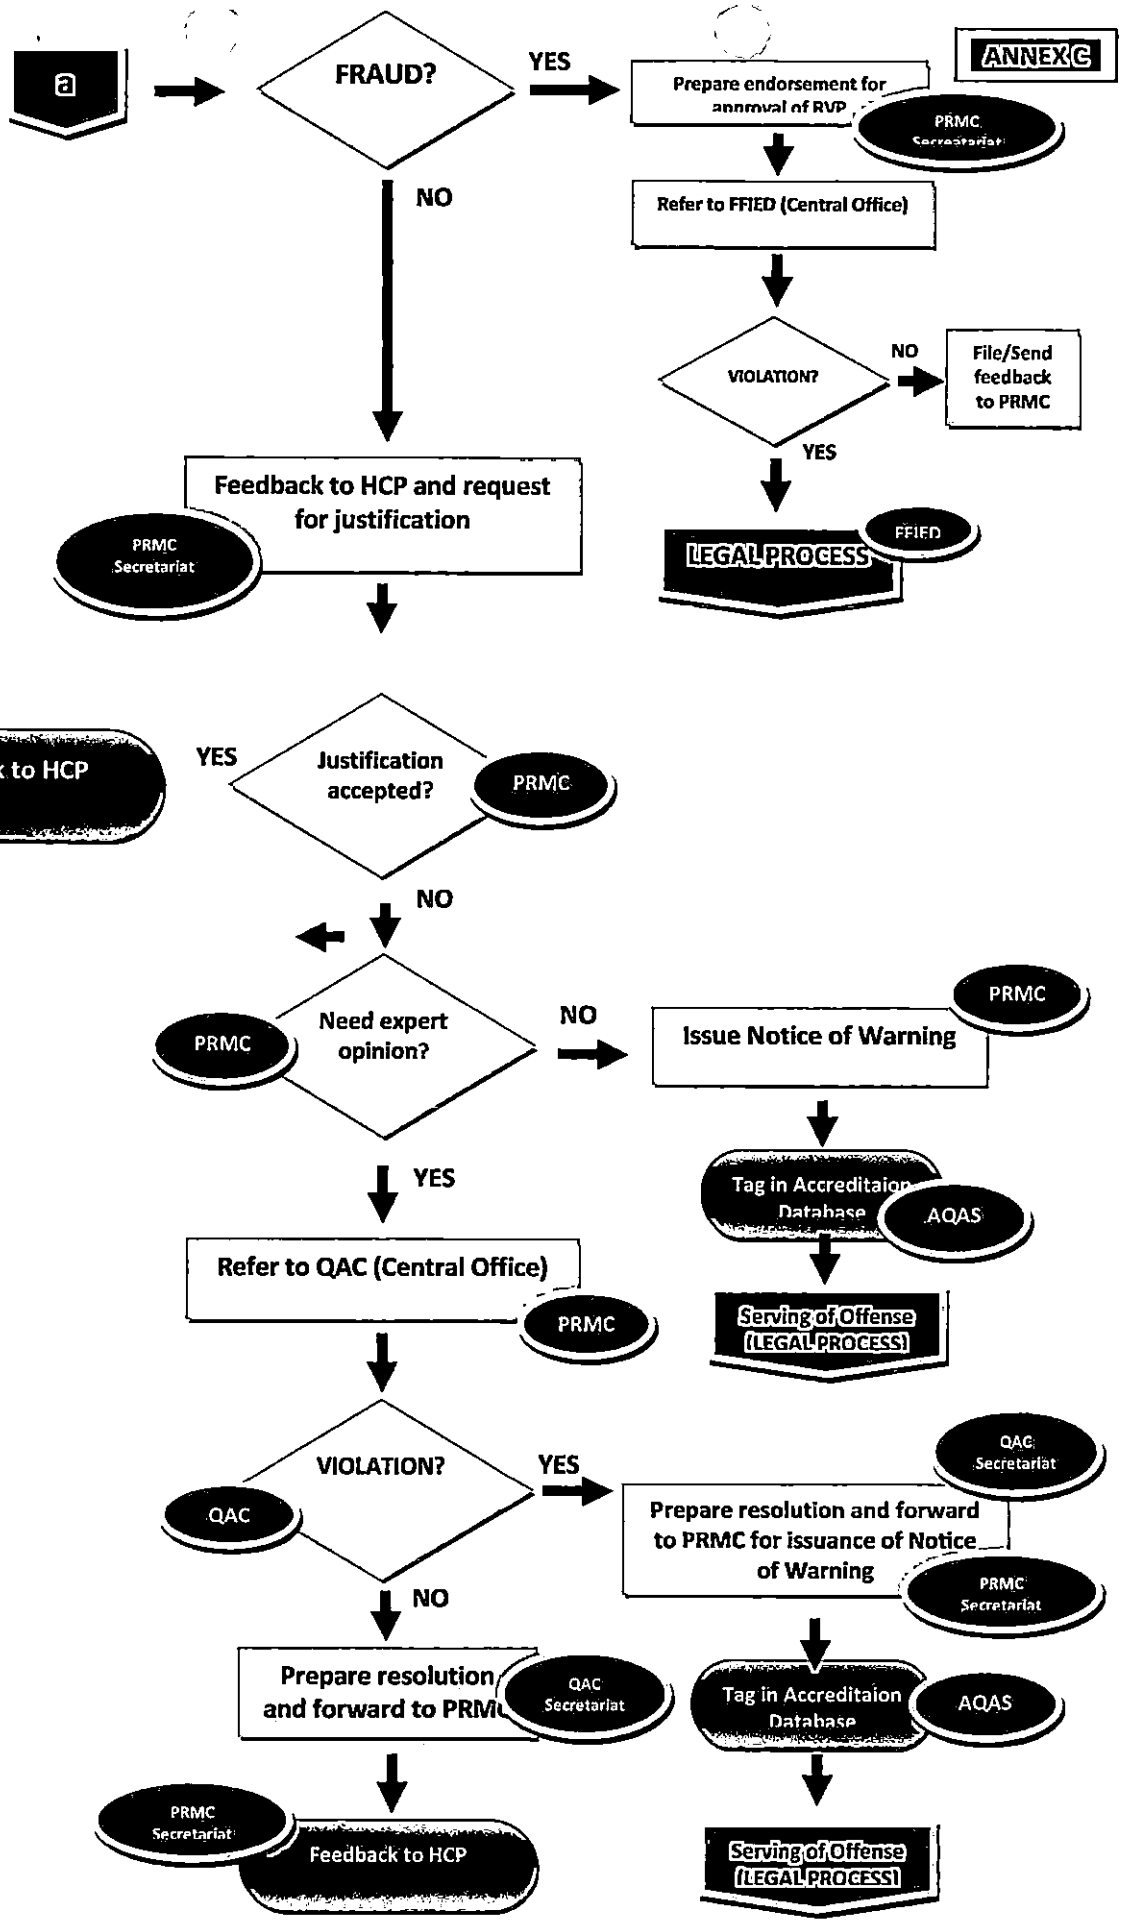 a
FRAUD?
YES
Prepare endorsement for
approval of RVP
ANNEX C
PRMC
Secreatariat
NO
Refer to FFIED (Central Office)
VIOLATION?
NO
File/Send
feedback
to PRMC
YES
Feedback to HCP and request
for justification
PRMC
Secretariat
LEGAL PROCESS
FFIED
k to HCP
YES
Justification
accepted?
PRMC
NO
PRMC
Need expert
opinion?
NO
Issue Notice of Warning
PRMC
YES
Tag in Accreditaion
Database
AQAS
Refer to QAC (Central Office)
PRMC
Serving of Offense
(LEGAL PROCESS)
VIOLATION?
QAC
YES
QAC
Secretariat
Prepare resolution and forward
to PRMC for issuance of Notice
of Warning
PRMC
Secretariat
NO
Prepare resolution
and forward to PRMC
QAC
Secretariat
Tag in Accreditaion
Database
AQAS
PRMC
Secretariat
Feedback to HCP
Serving of Offense
(LEGAL PROCESS)